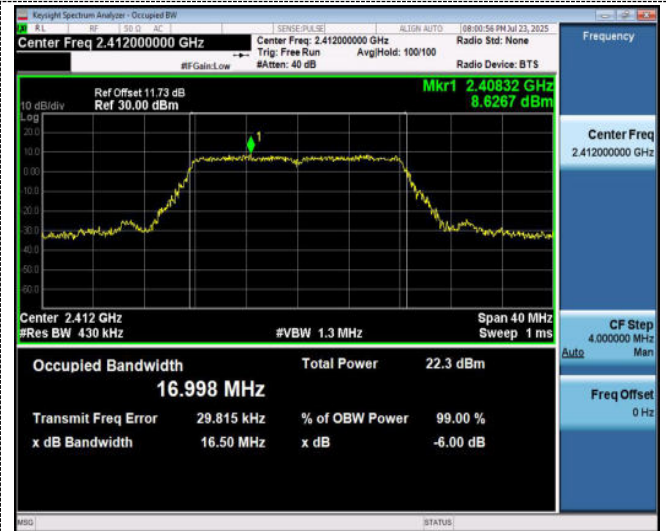 Keysight Spectrum Analyzer - Occupied BW
RL RF 50 Ω AC SENSE:PULSE ALIGN AUTO 08:00:56 PM Jul 23, 2025
Center Freq 2.412000000 GHz
Center Freq: 2.412000000 GHz
Radio Std: None
Trig: Free Run Avg|Hold: 100/100
#IFGain:Low
#Atten: 40 dB
Radio Device: BTS
Frequency
Ref Offset 11.73 dB
10 dB/div Ref 30.00 dBm
Mkr1 2.40832 GHz
8.6267 dBm
Log
20.0
10.0
0.00
-10.0
-20.0
-30.0
-40.0
-50.0
-60.0
1
Center Freq
2.412000000 GHz
Center 2.412 GHz Span 40 MHz
#Res BW 430 kHz #VBW 1.3 MHz Sweep 1 ms
CF Step
4.000000 MHz
Auto Man
Freq Offset
0 Hz
Occupied Bandwidth Total Power 22.3 dBm
16.998 MHz
Transmit Freq Error 29.815 kHz % of OBW Power 99.00 %
x dB Bandwidth 16.50 MHz x dB -6.00 dB
MSG STATUS